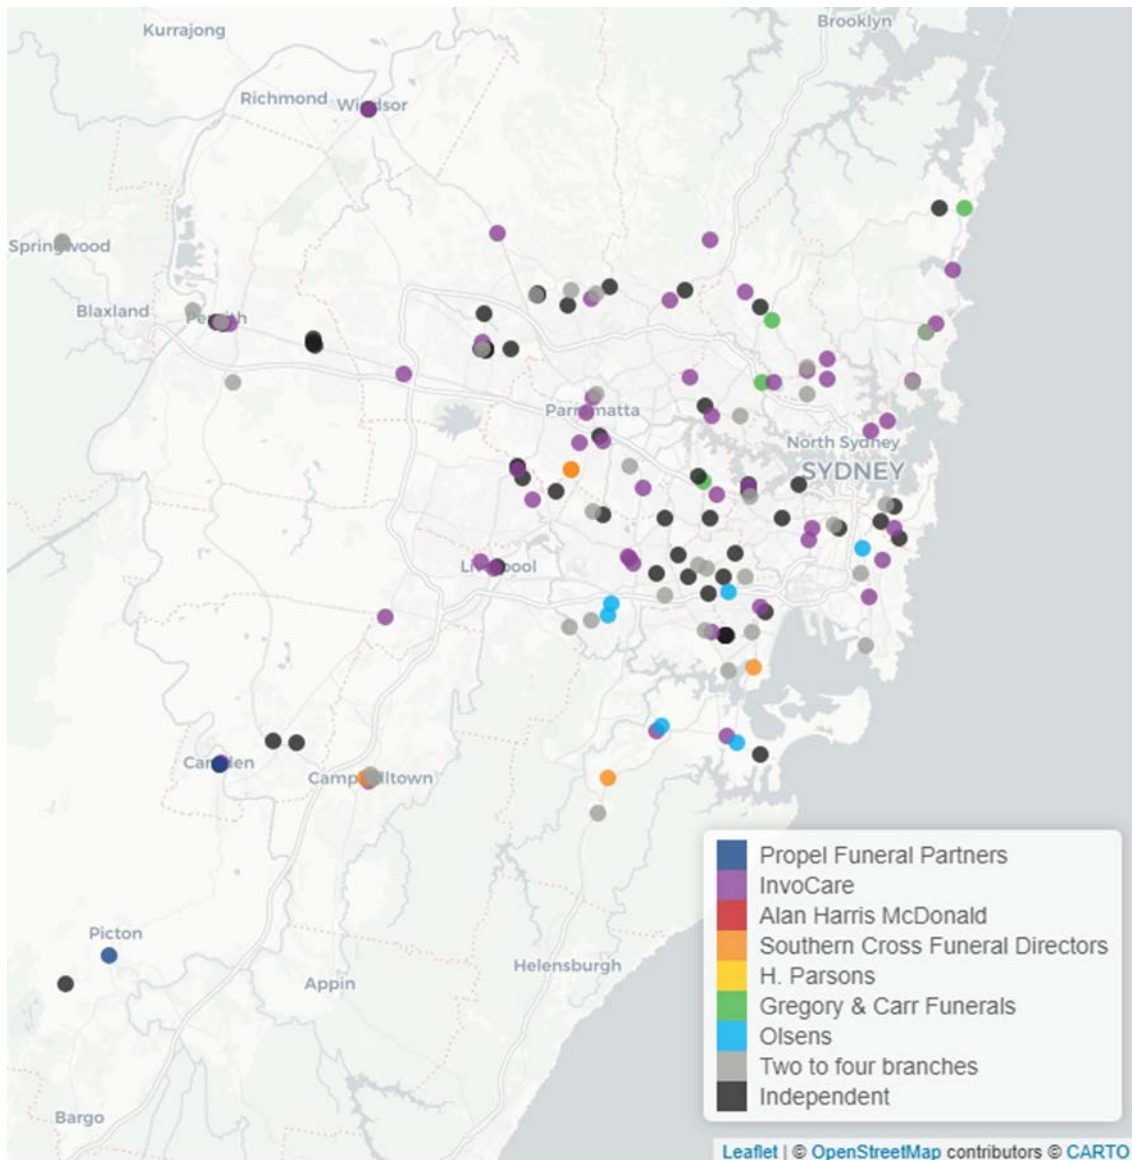 Brooklyn
Kurrajong
Richmond
Windsor
Springwood
Blaxland
Penrith
Parramatta
North Sydney
SYDNEY
Liverpool
Camden
Campbelltown
Propel Funeral Partners
InvoCare
Alan Harris McDonald
Southern Cross Funeral Directors
H. Parsons
Gregory & Carr Funerals
Olsens
Two to four branches
Independent
Picton
Helensburgh
Appin
Bargo
Leaflet | © OpenStreetMap contributors © CARTO